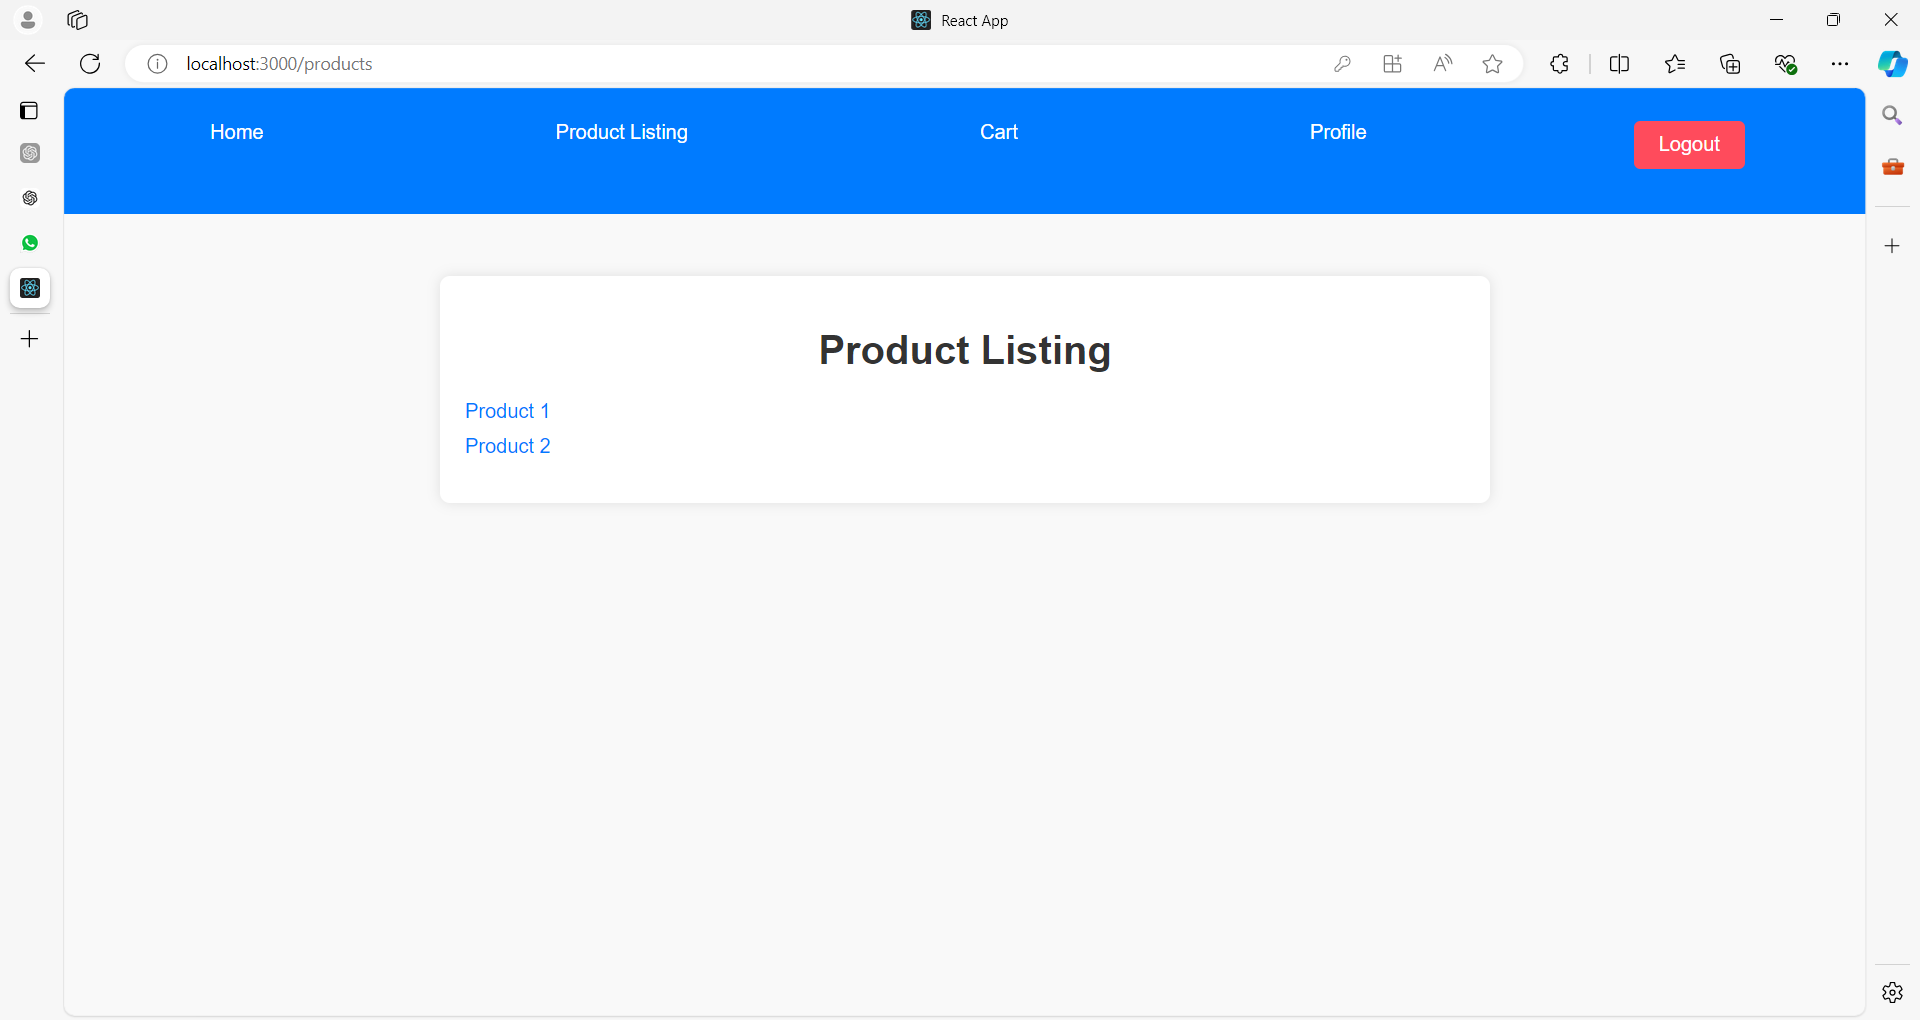 React App
localhost:3000/products
Home Product Listing Cart Profile Logout
Product Listing
Product 1
Product 2